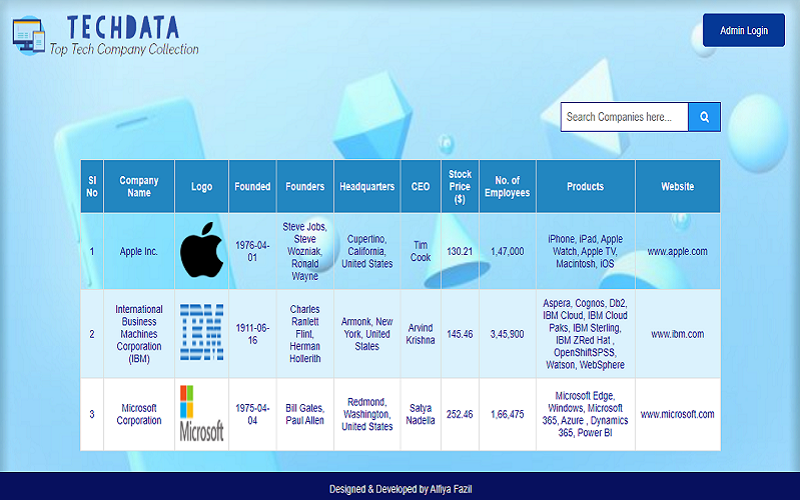 TECHDATA
Top Tech Company Collection
Admin Login
Search Companies here...
Sl No Company Name Logo Founded Founders Headquarters CEO Stock Price ($) No. of Employees Products Website
1 Apple Inc. 1976-04-01 Steve Jobs, Steve Wozniak, Ronald Wayne Cupertino, California, United States Tim Cook 130.21 1,47,000 iPhone, iPad, Apple Watch, Apple TV, Macintosh, iOS www.apple.com
2 International Business Machines Corporation (IBM) IBM 1911-06-16 Charles Ranlett Flint, Herman Hollerith Armonk, New York, United States Arvind Krishna 145.46 3,45,900 Aspera, Cognos, Db2, IBM Cloud, IBM Cloud Paks, IBM Sterling, IBM ZRed Hat , OpenShiftSPSS, Watson, WebSphere www.ibm.com
3 Microsoft Corporation Microsoft 1975-04-04 Bill Gates, Paul Allen Redmond, Washington, United States Satya Nadella 252.46 1,66,475 Microsoft Edge, Windows, Microsoft 365, Azure , Dynamics 365, Power BI www.microsoft.com
Designed & Developed by Alfiya Fazil